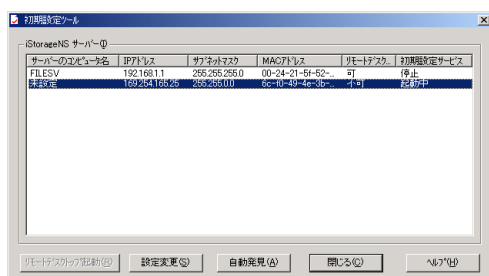 初期設定ツール
iStorageNS サーバー(I)
サーバーのコンピュータ名 IPアドレス サブネットマスク MACアドレス リモートデスク... 初期設定サービス
FILESV 192.168.1.1 255.255.255.0 00-24-21-5f-52-... 可 停止
未設定 169.254.165.25 255.255.0.0 6c-f0-49-4e-3b-... 不可 起動中
リモートデスクトップ起動(R) 設定変更(S) 自動発見(A) 閉じる(C) ヘルプ(H)